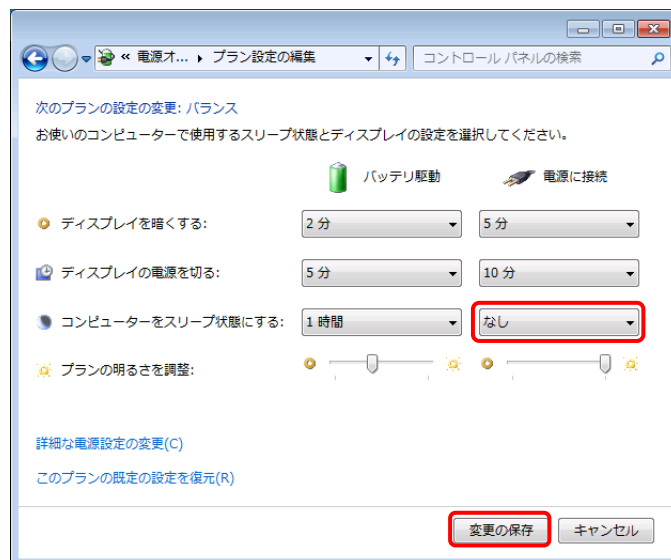 « 電源オ... ▸ プラン設定の編集
コントロール パネルの検索
次のプランの設定の変更: バランス
お使いのコンピューターで使用するスリープ状態とディスプレイの設定を選択してください。
バッテリ駆動 電源に接続
ディスプレイを暗くする: 2 分 5 分
ディスプレイの電源を切る: 5 分 10 分
コンピューターをスリープ状態にする: 1 時間 なし
プランの明るさを調整:
詳細な電源設定の変更(C)
このプランの既定の設定を復元(R)
変更の保存 キャンセル